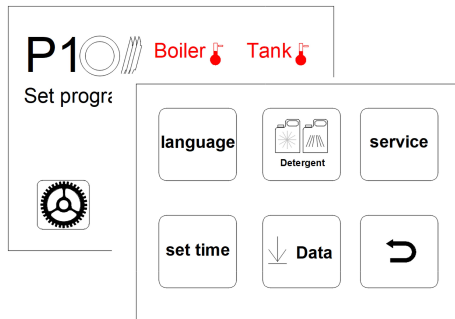 P1
Boiler Tank
Set progra
language
Detergent
service
set time
Data